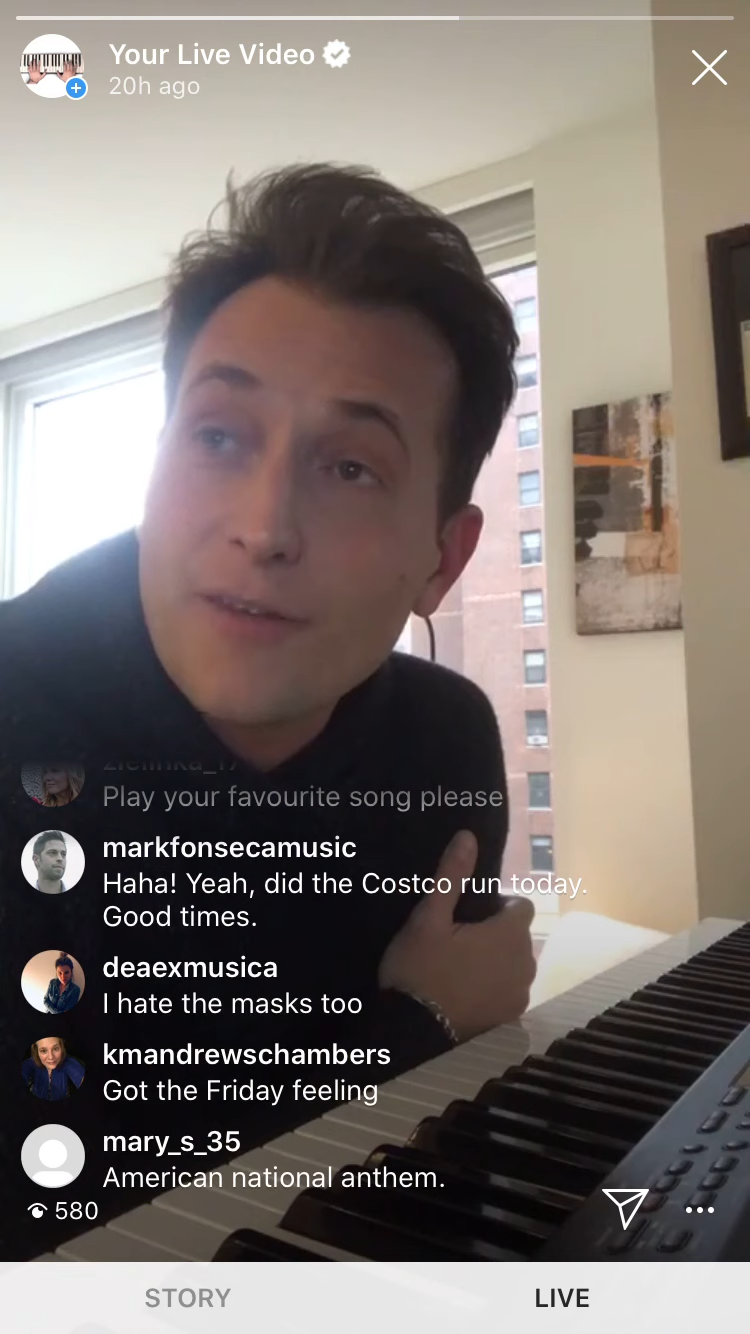 Your Live Video
20h ago
Play your favourite song please
markfonsecamusic
Haha! Yeah, did the Costco run today.
Good times.
deaexmusica
I hate the masks too
kmandrewschambers
Got the Friday feeling
mary_s_35
American national anthem.
580
STORY
LIVE